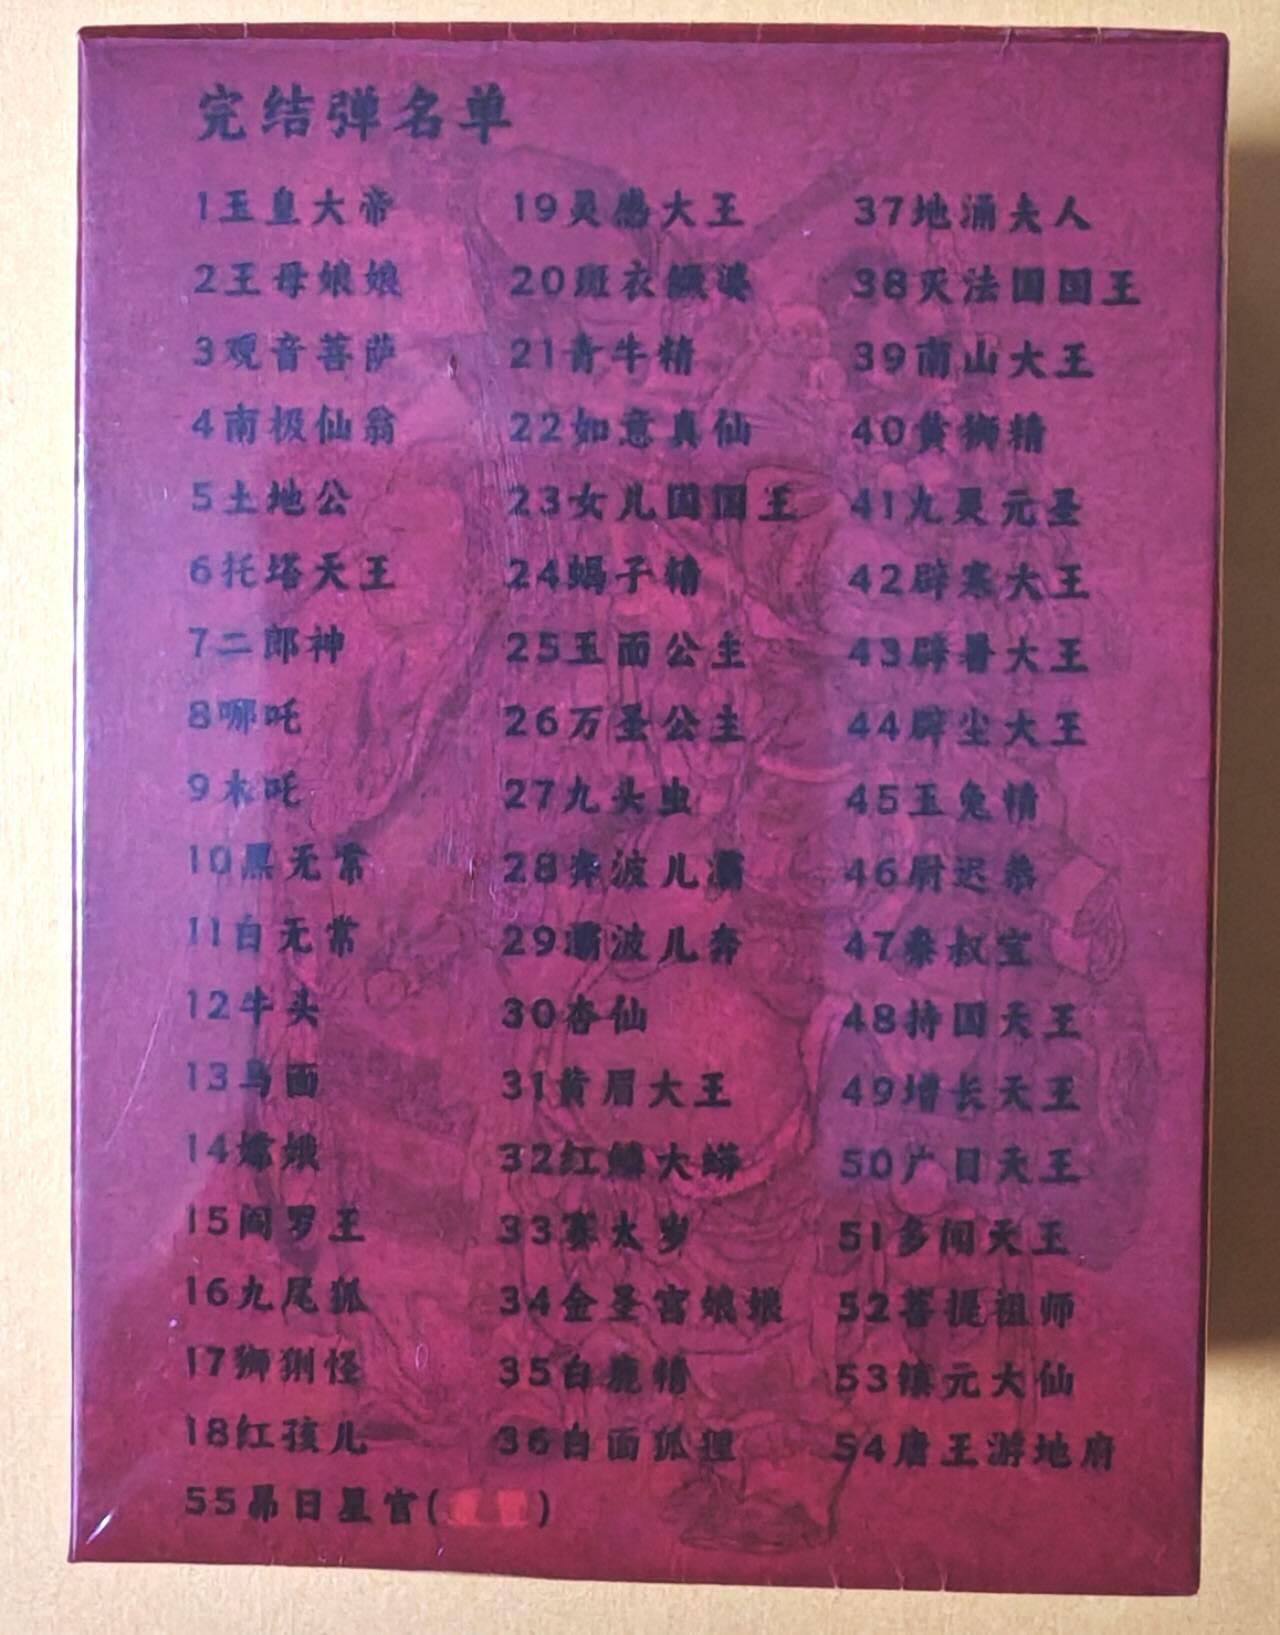 完结弹名单
1玉皇大帝
2王母娘娘
3观音菩萨
4南极仙翁
5土地公
6托塔天王
7二郎神
8哪吒
9木吒
10黑无常
11白无常
12牛头
13马面
14嫦娥
15阎罗王
16九尾狐
17狮猁怪
18红孩儿
19灵感大王
20斑衣鳜婆
21青牛精
22如意真仙
23女儿国国王
24蝎子精
25玉面公主
26万圣公主
27九头虫
28奔波儿灞
29灞波儿奔
30杏仙
31黄眉大王
32红鳞大蟒
33赛太岁
34金圣宫娘娘
35白鹿精
36白面狐狸
37地涌夫人
38灭法国国王
39南山大王
40黄狮精
41九灵元圣
42辟寒大王
43辟暑大王
44辟尘大王
45玉兔精
46尉迟恭
47秦叔宝
48持国天王
49增长天王
50广目天王
51多闻天王
52菩提祖师
53镇元大仙
54唐王游地府
55昴日星官( )